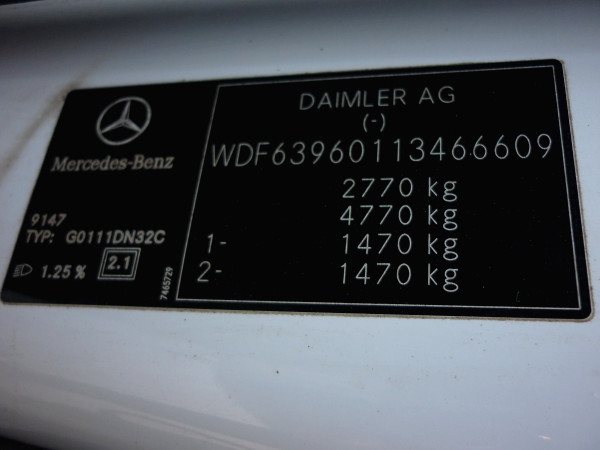 Mercedes-Benz
9147
TYP: G0111DN32C
1.25 %
2.1
7465729
DAIMLER AG
(-)
WDF63960113466609
2770 kg
4770 kg
1- 1470 kg
2- 1470 kg